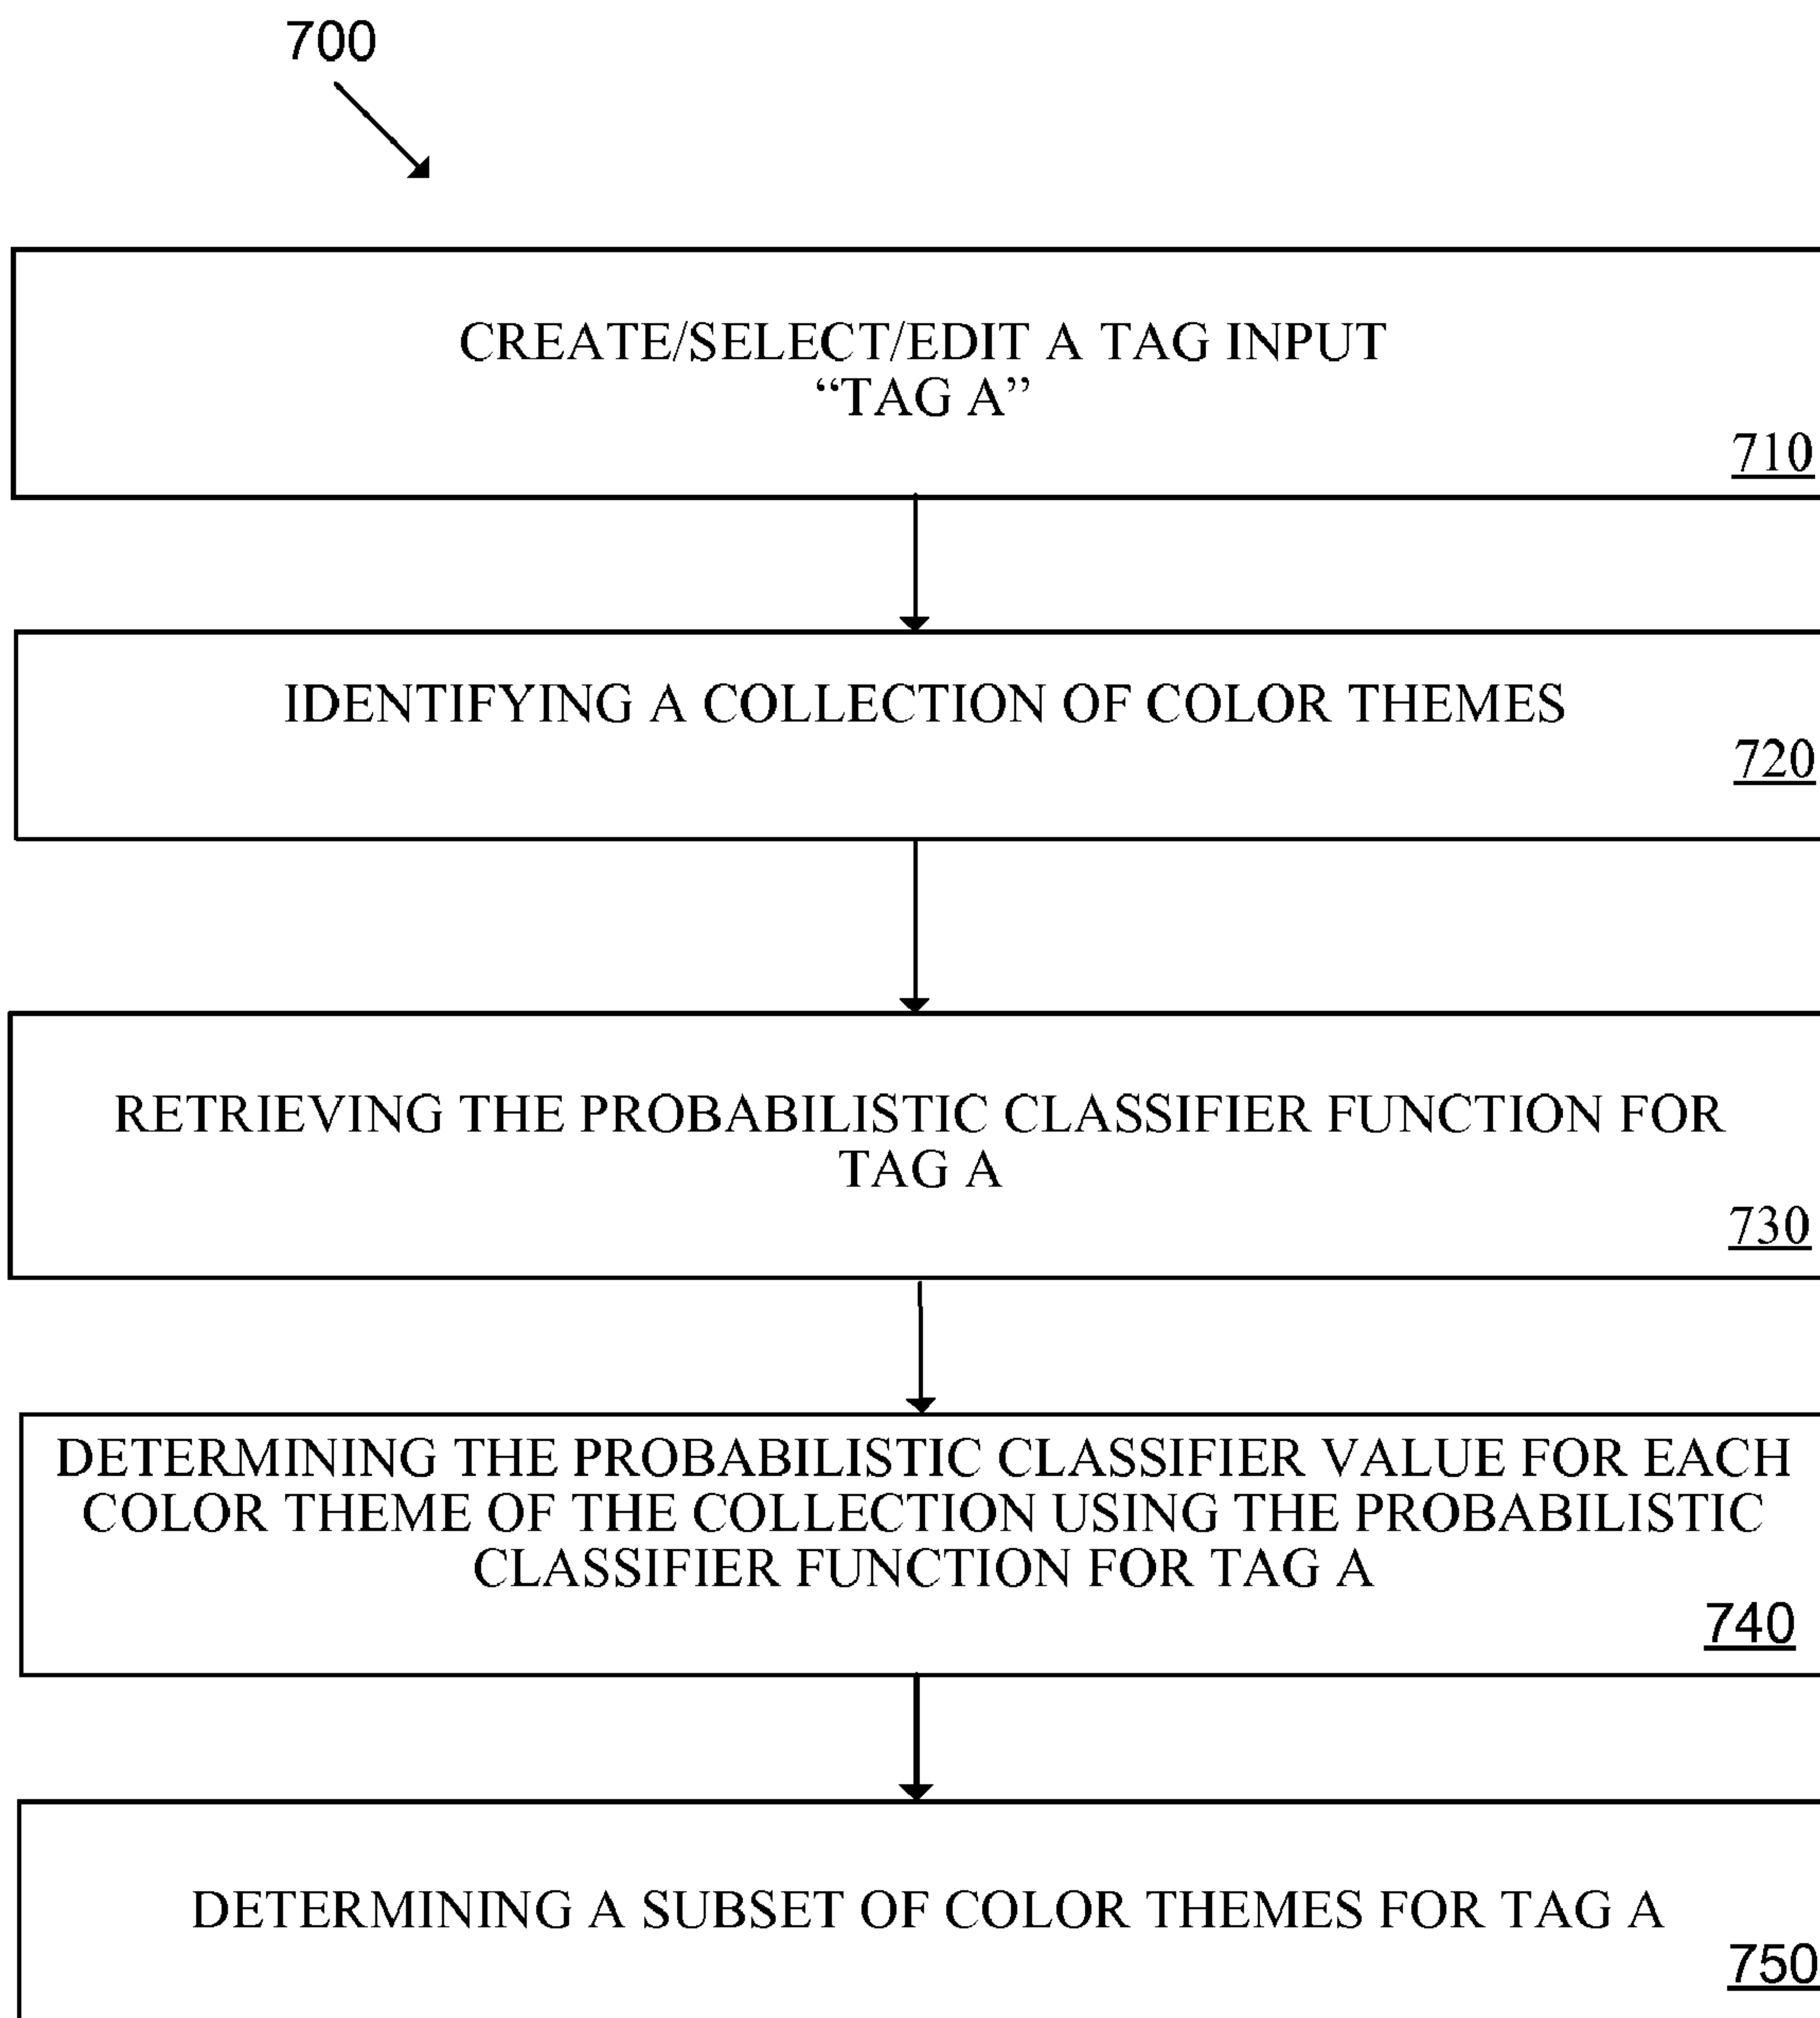 700
CREATE/SELECT/EDIT A TAG INPUT
“TAG A”
710
IDENTIFYING A COLLECTION OF COLOR THEMES
720
RETRIEVING THE PROBABILISTIC CLASSIFIER FUNCTION FOR
TAG A
730
DETERMINING THE PROBABILISTIC CLASSIFIER VALUE FOR EACH
COLOR THEME OF THE COLLECTION USING THE PROBABILISTIC
CLASSIFIER FUNCTION FOR TAG A
740
DETERMINING A SUBSET OF COLOR THEMES FOR TAG A
750